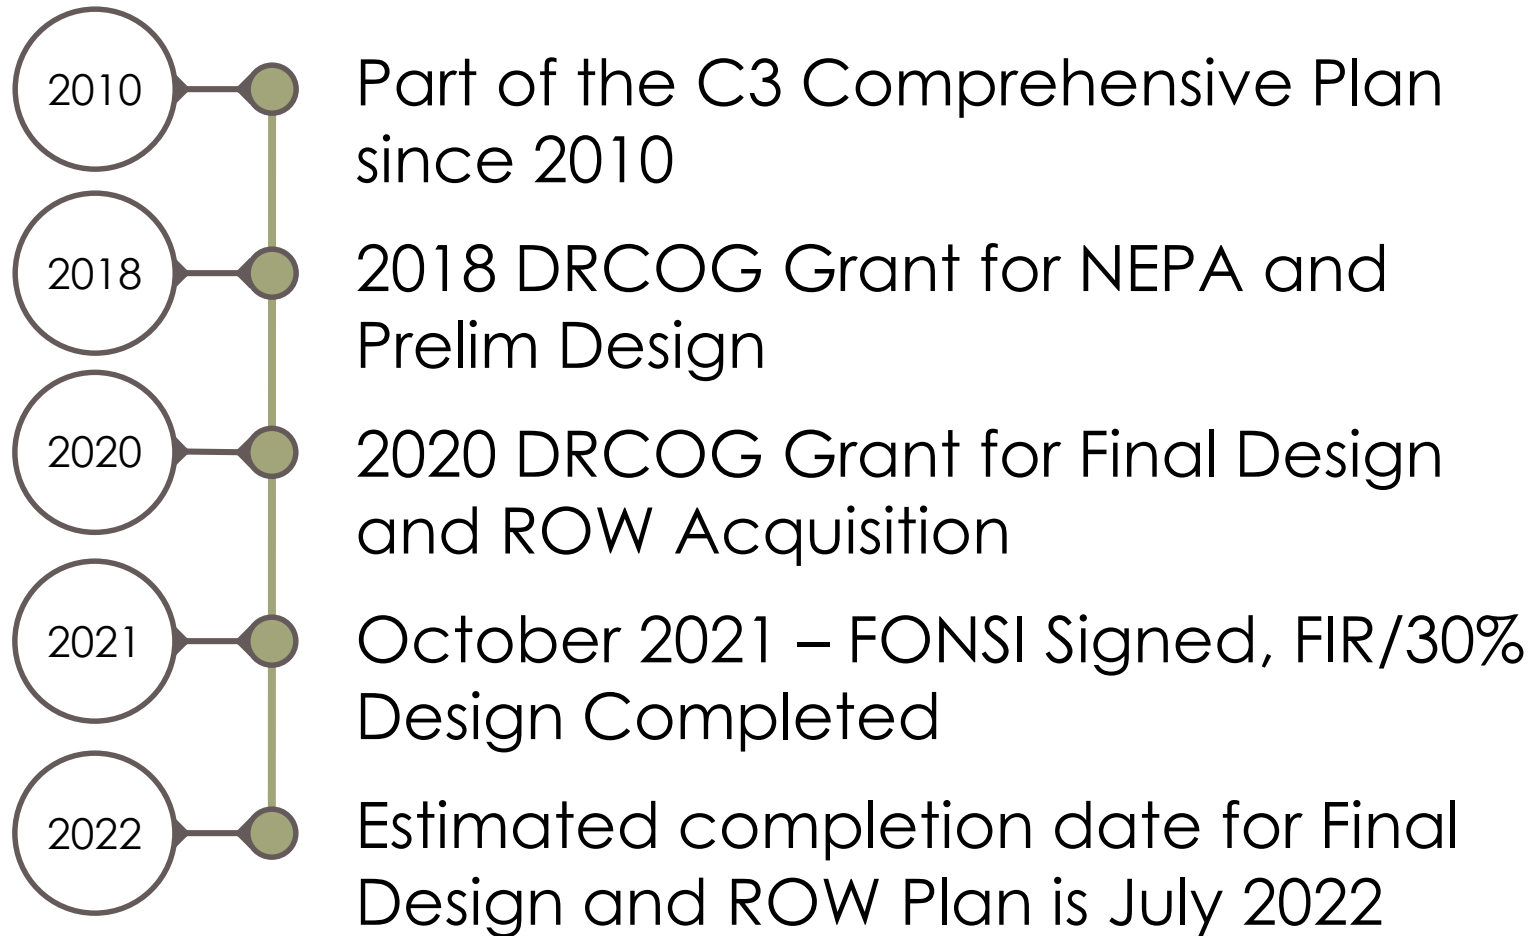 2010
Part of the C3 Comprehensive Plan
since 2010
2018
2018 DRCOG Grant for NEPA and
Prelim Design
2020
2020 DRCOG Grant for Final Design
and ROW Acquisition
2021
October 2021 – FONSI Signed, FIR/30%
Design Completed
2022
Estimated completion date for Final
Design and ROW Plan is July 2022